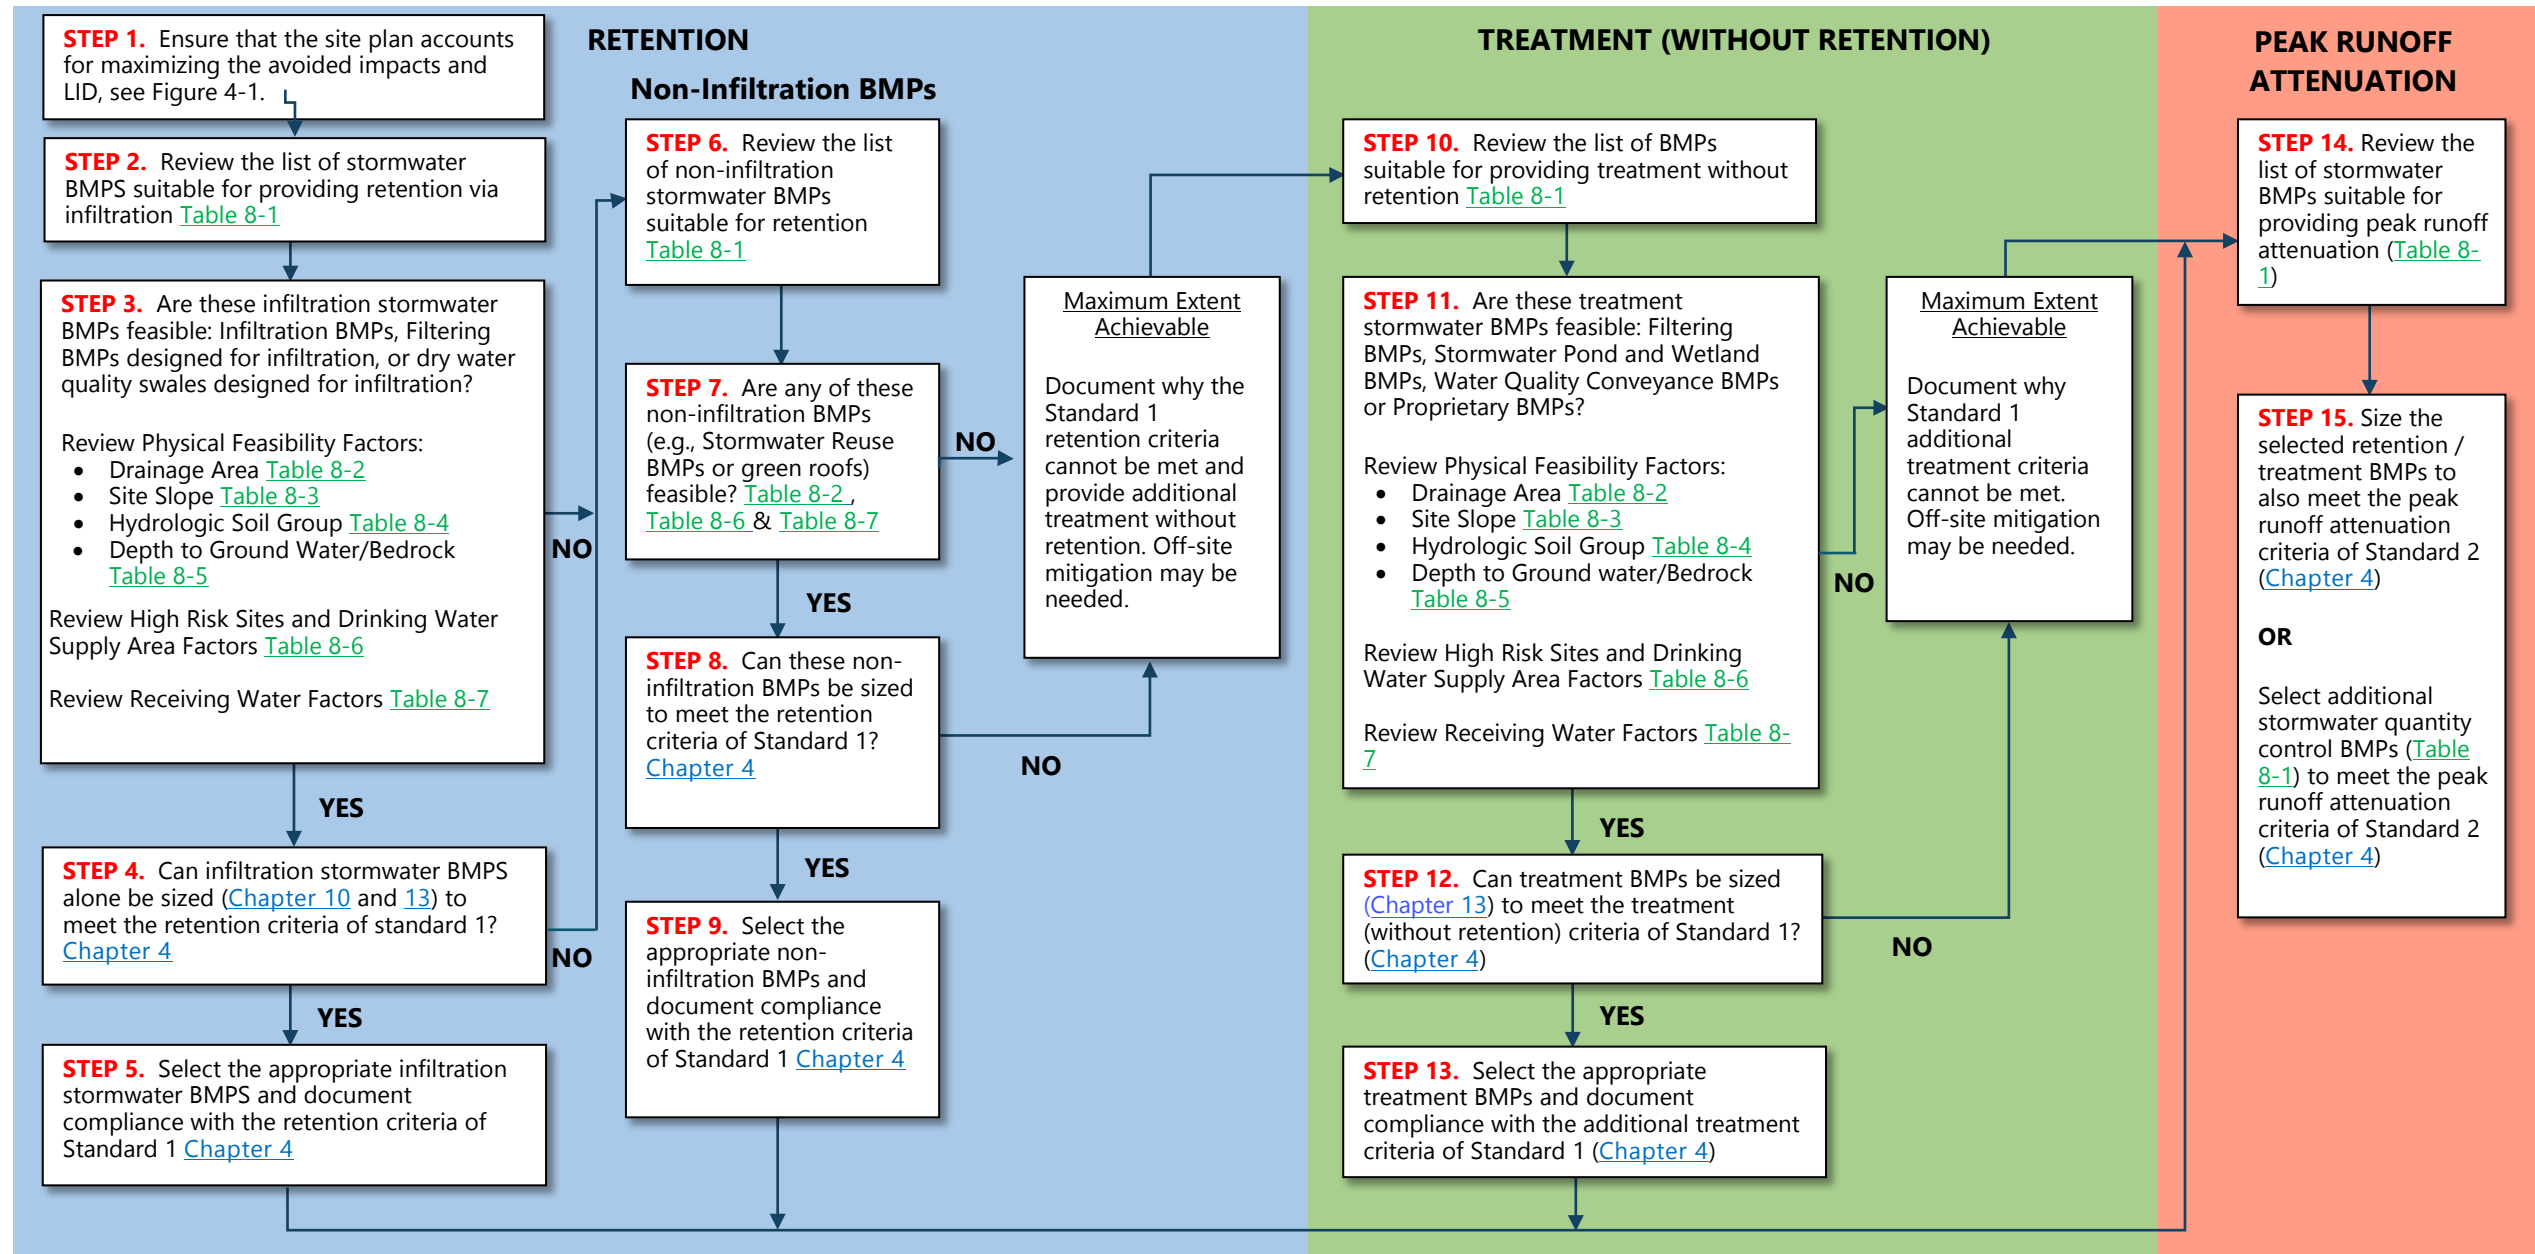 RETENTION
STEP 1. Ensure that the site plan accounts
for maximizing the avoided impacts and
LID, see Figure 4-1.
STEP 2. Review the list of stormwater
BMPS suitable for providing retention via
infiltration Table 8-1
STEP 3. Are these infiltration stormwater
BMPs feasible: Infiltration BMPs, Filtering
BMPs designed for infiltration, or dry water
quality swales designed for infiltration?
Review Physical Feasibility Factors:
• Drainage Area Table 8-2
• Site Slope Table 8-3
• Hydrologic Soil Group Table 8-4
• Depth to Ground Water/Bedrock
Table 8-5
Review High Risk Sites and Drinking Water
Supply Area Factors Table 8-6
Review Receiving Water Factors Table 8-7
NO
YES
STEP 4. Can infiltration stormwater BMPS
alone be sized (Chapter 10 and 13) to
meet the retention criteria of standard 1?
Chapter 4
NO
YES
STEP 5. Select the appropriate infiltration
stormwater BMPS and document
compliance with the retention criteria of
Standard 1 Chapter 4
Non-Infiltration BMPs
STEP 6. Review the list
of non-infiltration
stormwater BMPs
suitable for retention
Table 8-1
STEP 7. Are any of these
non-infiltration BMPs
(e.g., Stormwater Reuse
BMPs or green roofs)
feasible? Table 8-2 ,
Table 8-6 & Table 8-7
NO
YES
STEP 8. Can these non-
infiltration BMPs be sized
to meet the retention
criteria of Standard 1?
Chapter 4
NO
YES
STEP 9. Select the
appropriate non-
infiltration BMPs and
document compliance
with the retention criteria
of Standard 1 Chapter 4
Maximum Extent
Achievable
Document why the
Standard 1
retention criteria
cannot be met and
provide additional
treatment without
retention. Off-site
mitigation may be
needed.
TREATMENT (WITHOUT RETENTION)
STEP 10. Review the list of BMPs
suitable for providing treatment without
retention Table 8-1
STEP 11. Are these treatment
stormwater BMPs feasible: Filtering
BMPs, Stormwater Pond and Wetland
BMPs, Water Quality Conveyance BMPs
or Proprietary BMPs?
Review Physical Feasibility Factors:
• Drainage Area Table 8-2
• Site Slope Table 8-3
• Hydrologic Soil Group Table 8-4
• Depth to Ground water/Bedrock
Table 8-5
Review High Risk Sites and Drinking
Water Supply Area Factors Table 8-6
Review Receiving Water Factors Table 8-
7
NO
YES
STEP 12. Can treatment BMPs be sized
(Chapter 13) to meet the treatment
(without retention) criteria of Standard 1?
(Chapter 4)
NO
YES
STEP 13. Select the appropriate
treatment BMPs and document
compliance with the additional treatment
criteria of Standard 1 (Chapter 4)
Maximum Extent
Achievable
Document why
Standard 1
additional
treatment criteria
cannot be met.
Off-site mitigation
may be needed.
PEAK RUNOFF
ATTENUATION
STEP 14. Review the
list of stormwater
BMPs suitable for
providing peak runoff
attenuation (Table 8-
1)
STEP 15. Size the
selected retention /
treatment BMPs to
also meet the peak
runoff attenuation
criteria of Standard 2
(Chapter 4)
OR
Select additional
stormwater quantity
control BMPs (Table
8-1) to meet the peak
runoff attenuation
criteria of Standard 2
(Chapter 4)